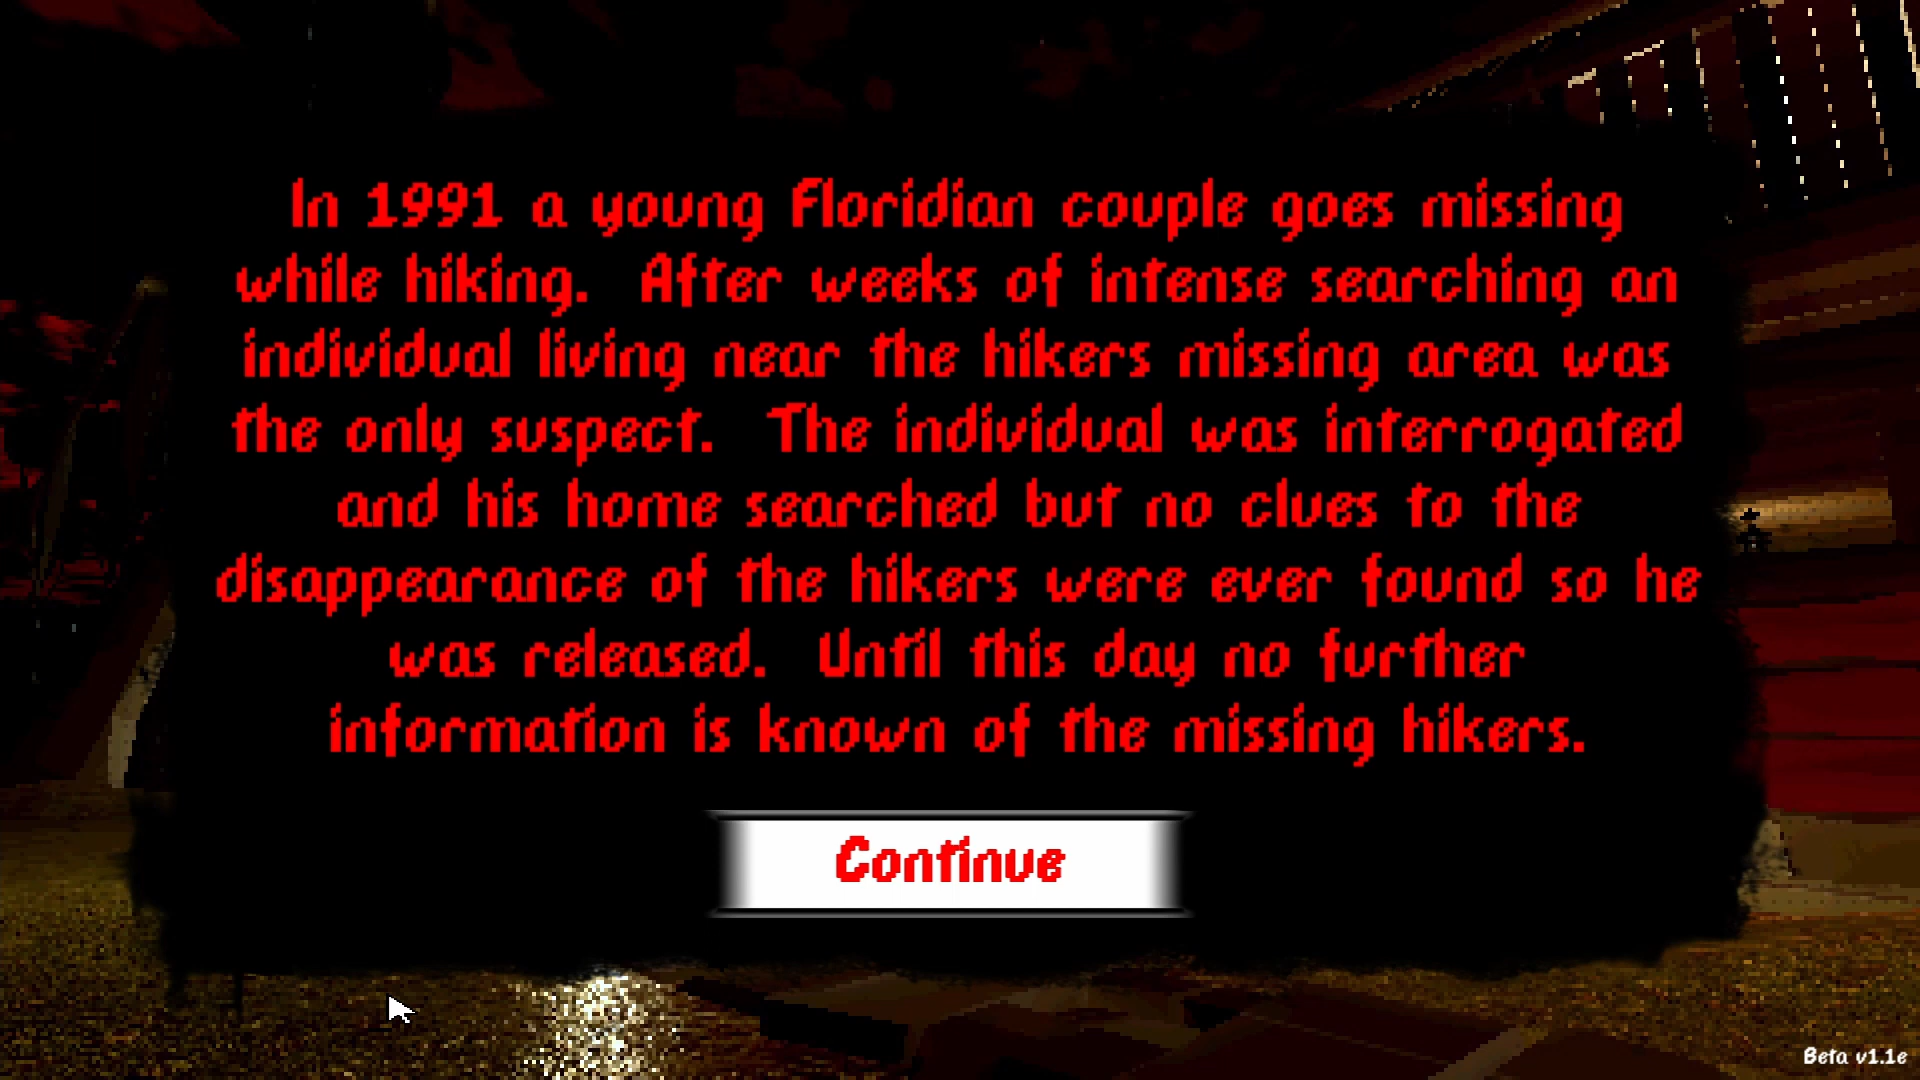 In 1991 a young Floridian couple goes missing
while hiking.  After weeks of intense searching an
individual living near the hikers missing area was
the only suspect.  The individual was interrogated
and his home searched but no clues to the
disappearance of the hikers were ever found so he
was released.  Until this day no further
information is known of the missing hikers.
Continue
Beta v1.1e